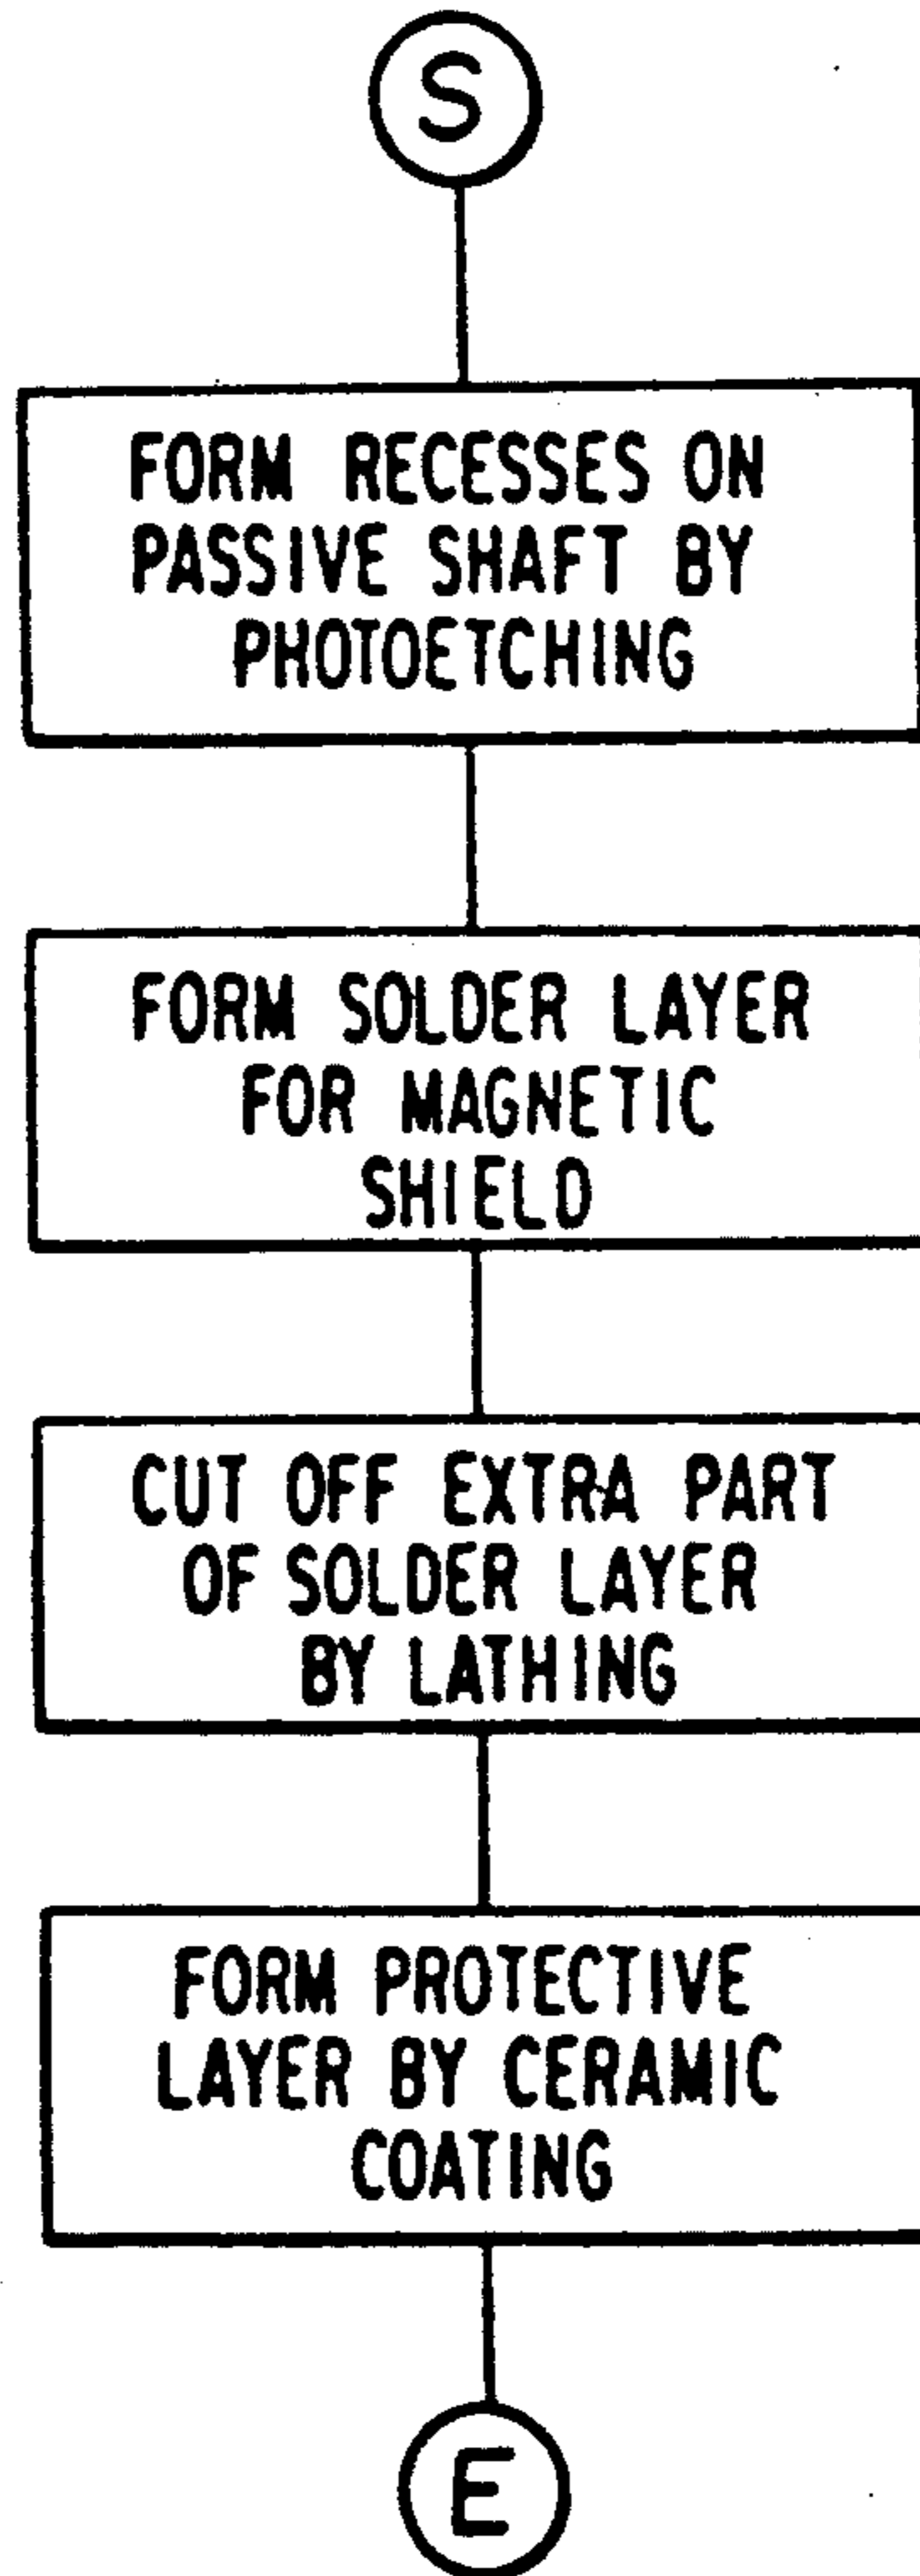 S
FORM RECESSES ON
PASSIVE SHAFT BY
PHOTOETCHING
FORM SOLDER LAYER
FOR MAGNETIC
SHIELD
CUT OFF EXTRA PART
OF SOLDER LAYER
BY LATHING
FORM PROTECTIVE
LAYER BY CERAMIC
COATING
E